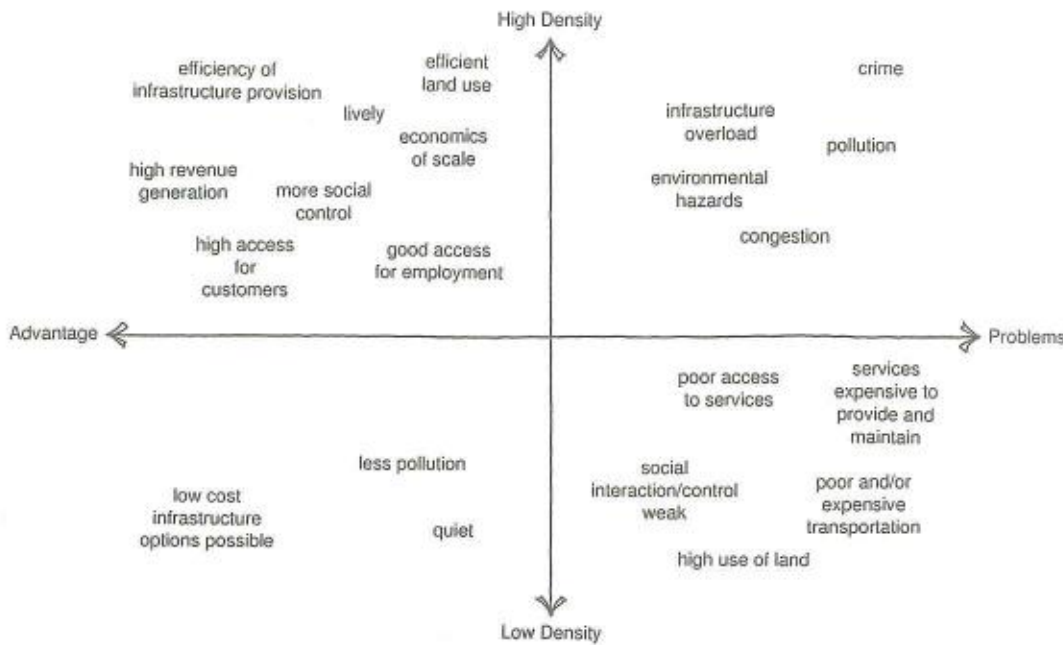 High Density
efficiency of
infrastructure provision
efficient
land use
lively
economics
of scale
high revenue
generation
more social
control
high access
for
customers
good access
for employment
crime
infrastructure
overload
pollution
environmental
hazards
congestion
Advantage
Problems
less pollution
low cost
infrastructure
options possible
quiet
poor access
to services
services
expensive to
provide and
maintain
social
interaction/control
weak
poor and/or
expensive
transportation
high use of land
Low Density